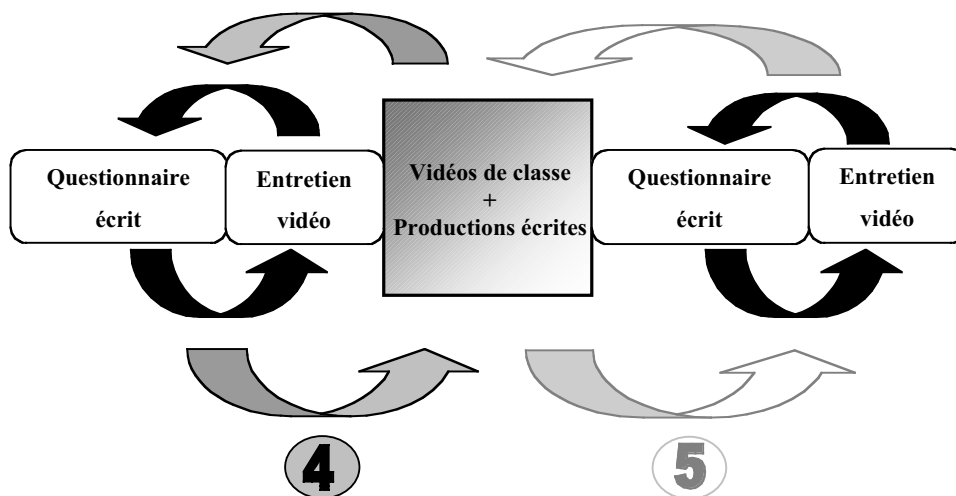 Questionnaire
écrit
Entretien
vidéo
Vidéos de classe
+
Productions écrites
Questionnaire
écrit
Entretien
vidéo
4
5